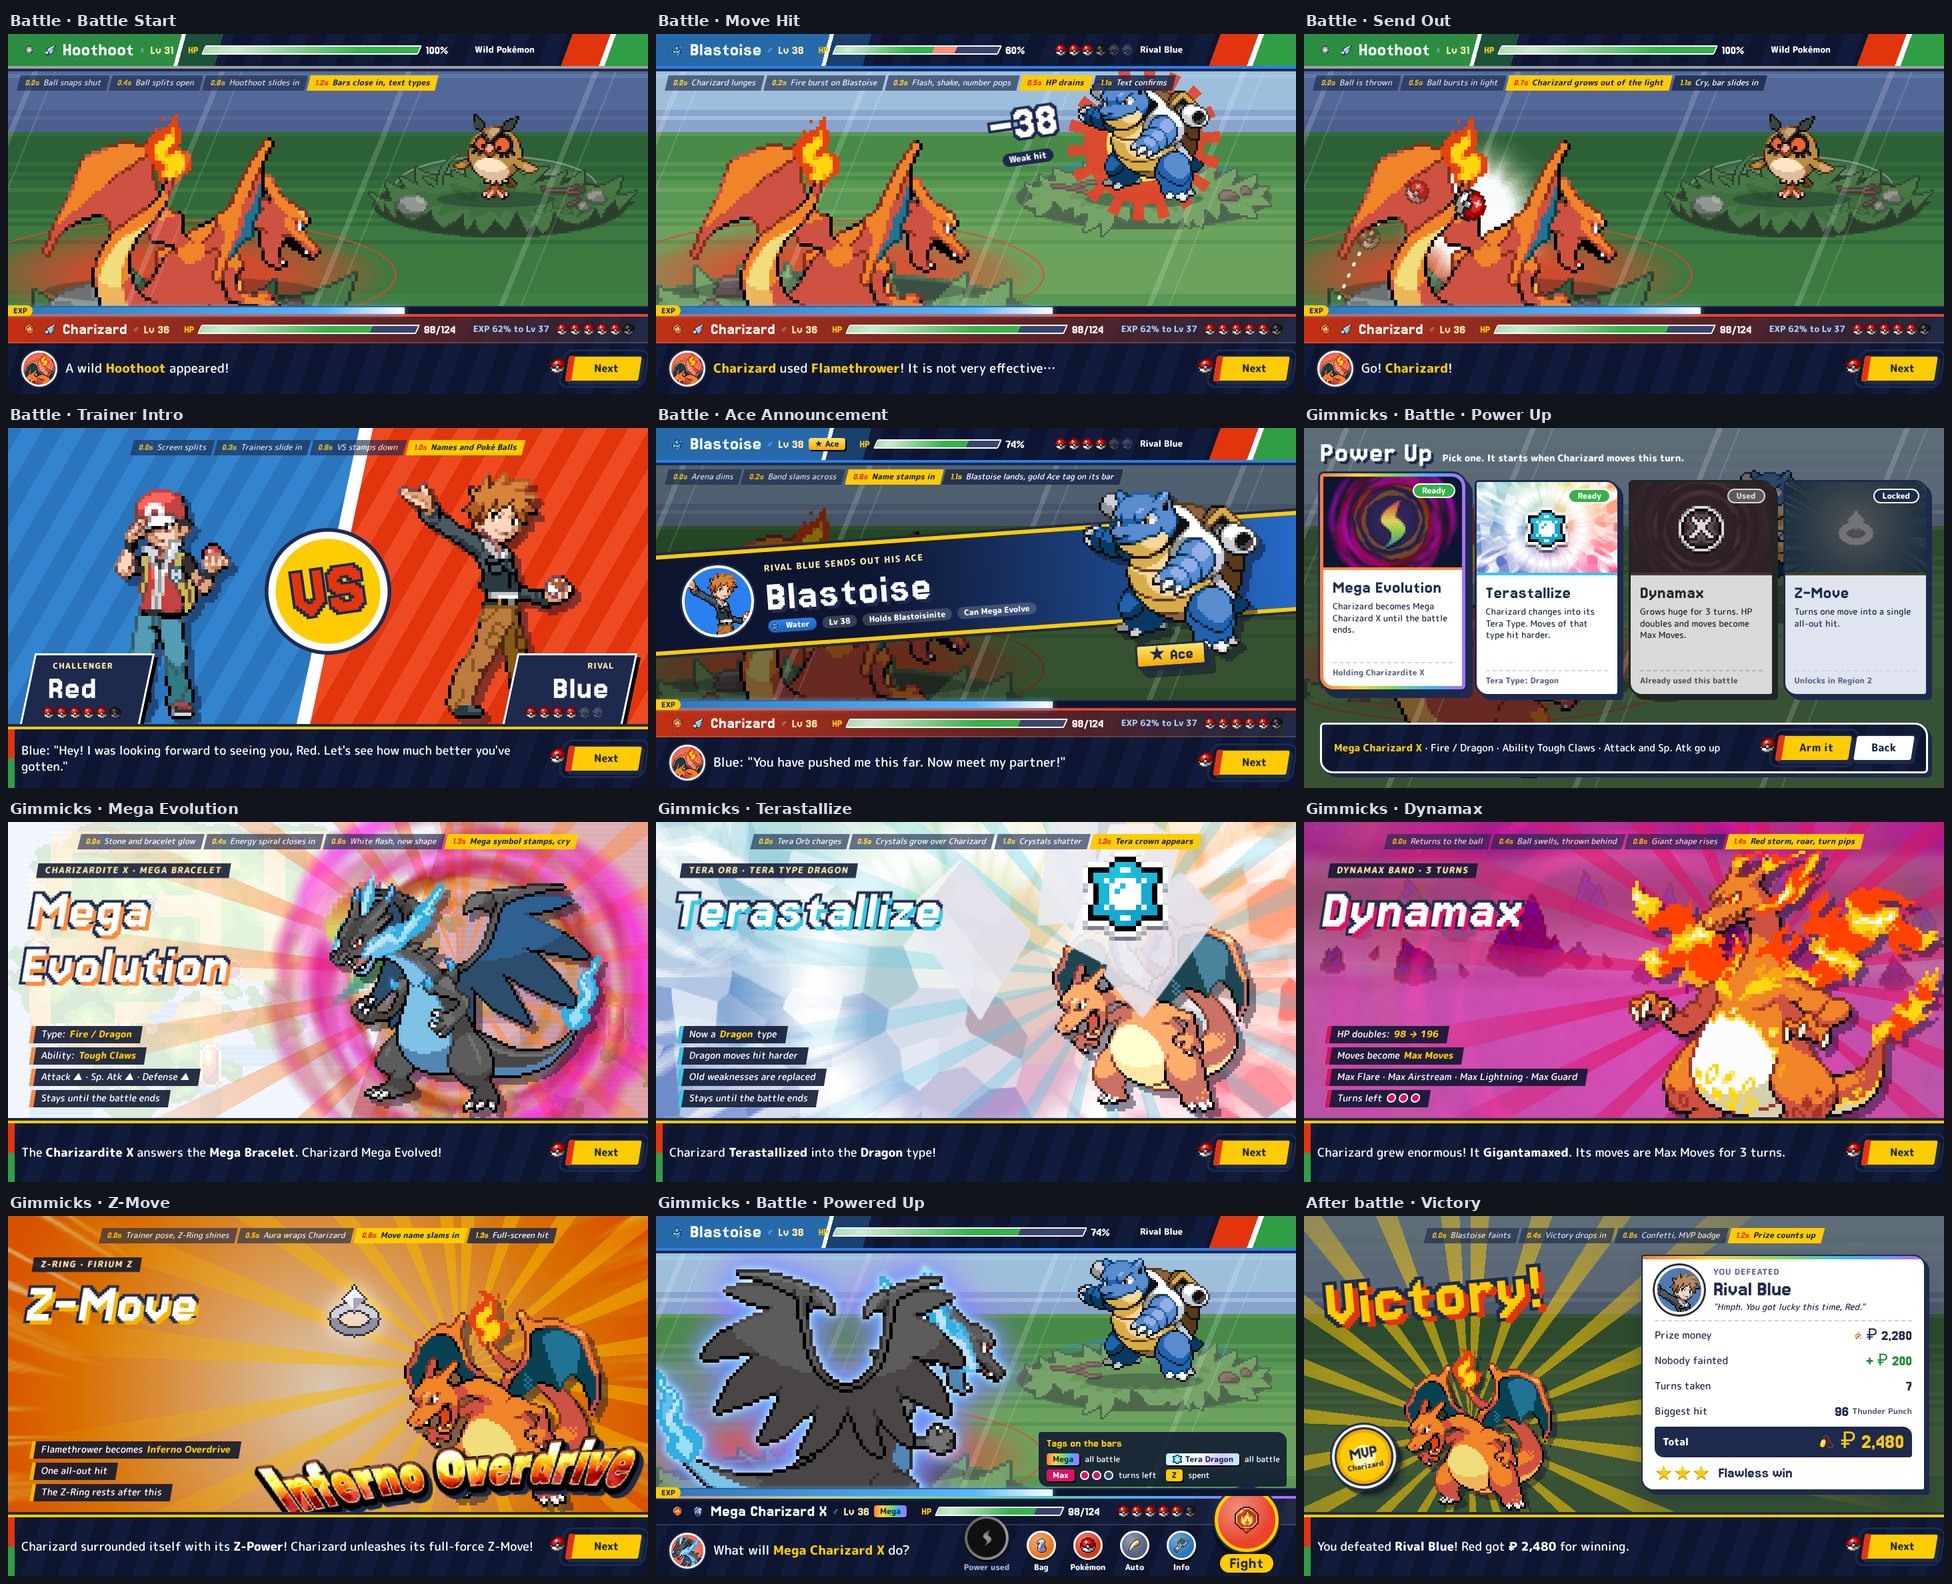 Battle · Battle Start
Hoothoot ♀ Lv 31 HP 100% Wild Pokémon
0.0s Ball snaps shut 0.4s Ball splits open 0.8s Hoothoot slides in 1.2s Bars close in, text types
EXP
Charizard ♂ Lv 36 HP 98/124 EXP 62% to Lv 37
A wild Hoothoot appeared!
Next
Battle · Move Hit
Blastoise ♂ Lv 38 HP 60% Rival Blue
0.0s Charizard lunges 0.2s Fire burst on Blastoise 0.3s Flash, shake, number pops 0.5s HP drains 1.1s Text confirms
-38
Weak hit
EXP
Charizard ♂ Lv 36 HP 98/124 EXP 62% to Lv 37
Charizard used Flamethrower! It is not very effective…
Next
Battle · Send Out
Hoothoot ♀ Lv 31 HP 100% Wild Pokémon
0.0s Ball is thrown 0.5s Ball bursts in light 0.7s Charizard grows out of the light 1.1s Cry, bar slides in
EXP
Charizard ♂ Lv 36 HP 98/124 EXP 62% to Lv 37
Go! Charizard!
Next
Battle · Trainer Intro
0.0s Screen splits 0.3s Trainers slide in 0.6s VS stamps down 1.0s Names and Poké Balls
VS
CHALLENGER
Red
RIVAL
Blue
Blue: "Hey! I was looking forward to seeing you, Red. Let's see how much better you've
gotten."
Next
Battle · Ace Announcement
Blastoise ♂ Lv 38 ★ Ace HP 74% Rival Blue
0.0s Arena dims 0.2s Band slams across 0.8s Name stamps in 1.1s Blastoise lands, gold Ace tag on its bar
RIVAL BLUE SENDS OUT HIS ACE
Blastoise
Water Lv 38 Holds Blastoisinite Can Mega Evolve
★ Ace
EXP
Charizard ♂ Lv 36 HP 98/124 EXP 62% to Lv 37
Blue: "You have pushed me this far. Now meet my partner!"
Next
Gimmicks · Battle · Power Up
Power Up Pick one. It starts when Charizard moves this turn.
Ready
Mega Evolution
Charizard becomes Mega
Charizard X until the battle
ends.
Holding Charizardite X
Ready
Terastallize
Charizard changes into its
Tera Type. Moves of that
type hit harder.
Tera Type: Dragon
Used
Dynamax
Grows huge for 3 turns. HP
doubles and moves become
Max Moves.
Already used this battle
Locked
Z-Move
Turns one move into a single
all-out hit.
Unlocks in Region 2
Mega Charizard X · Fire / Dragon · Ability Tough Claws · Attack and Sp. Atk go up
Arm it
Back
Gimmicks · Mega Evolution
0.0s Stone and bracelet glow 0.4s Energy spiral closes in 0.9s White flash, new shape 1.3s Mega symbol stamps, cry
CHARIZARDITE X · MEGA BRACELET
Mega
Evolution
Type: Fire / Dragon
Ability: Tough Claws
Attack ▲ · Sp. Atk ▲ · Defense ▲
Stays until the battle ends
The Charizardite X answers the Mega Bracelet. Charizard Mega Evolved!
Next
Gimmicks · Terastallize
0.0s Tera Orb charges 0.5s Crystals grow over Charizard 1.0s Crystals shatter 1.3s Tera crown appears
TERA ORB · TERA TYPE DRAGON
Terastallize
Now a Dragon type
Dragon moves hit harder
Old weaknesses are replaced
Stays until the battle ends
Charizard Terastallized into the Dragon type!
Next
Gimmicks · Dynamax
0.0s Returns to the ball 0.4s Ball swells, thrown behind 0.9s Giant shape rises 1.4s Red storm, roar, turn pips
DYNAMAX BAND · 3 TURNS
Dynamax
HP doubles: 98 → 196
Moves become Max Moves
Max Flare · Max Airstream · Max Lightning · Max Guard
Turns left
Charizard grew enormous! It Gigantamaxed. Its moves are Max Moves for 3 turns.
Next
Gimmicks · Z-Move
0.0s Trainer pose, Z-Ring shines 0.5s Aura wraps Charizard 0.9s Move name slams in 1.3s Full-screen hit
Z-RING · FIRIUM Z
Z-Move
Flamethrower becomes Inferno Overdrive
One all-out hit
The Z-Ring rests after this
Inferno Overdrive
Charizard surrounded itself with its Z-Power! Charizard unleashes its full-force Z-Move!
Next
Gimmicks · Battle · Powered Up
Blastoise ♂ Lv 38 HP 74% Rival Blue
Tags on the bars
Mega all battle Tera Dragon all battle
Max turns left Z spent
EXP
Mega Charizard X ♂ Lv 36 Mega HP 98/124
What will Mega Charizard X do?
Power used
Bag
Pokémon
Auto
Info
Fight
After battle · Victory
0.0s Blastoise faints 0.4s Victory drops in 0.8s Confetti, MVP badge 1.2s Prize counts up
Victory!
MVP
Charizard
YOU DEFEATED
Rival Blue
"Hmph. You got lucky this time, Red."
Prize money ₽ 2,280
Nobody fainted + ₽ 200
Turns taken 7
Biggest hit 96 Thunder Punch
Total ₽ 2,480
★★★ Flawless win
You defeated Rival Blue! Red got ₽ 2,480 for winning.
Next